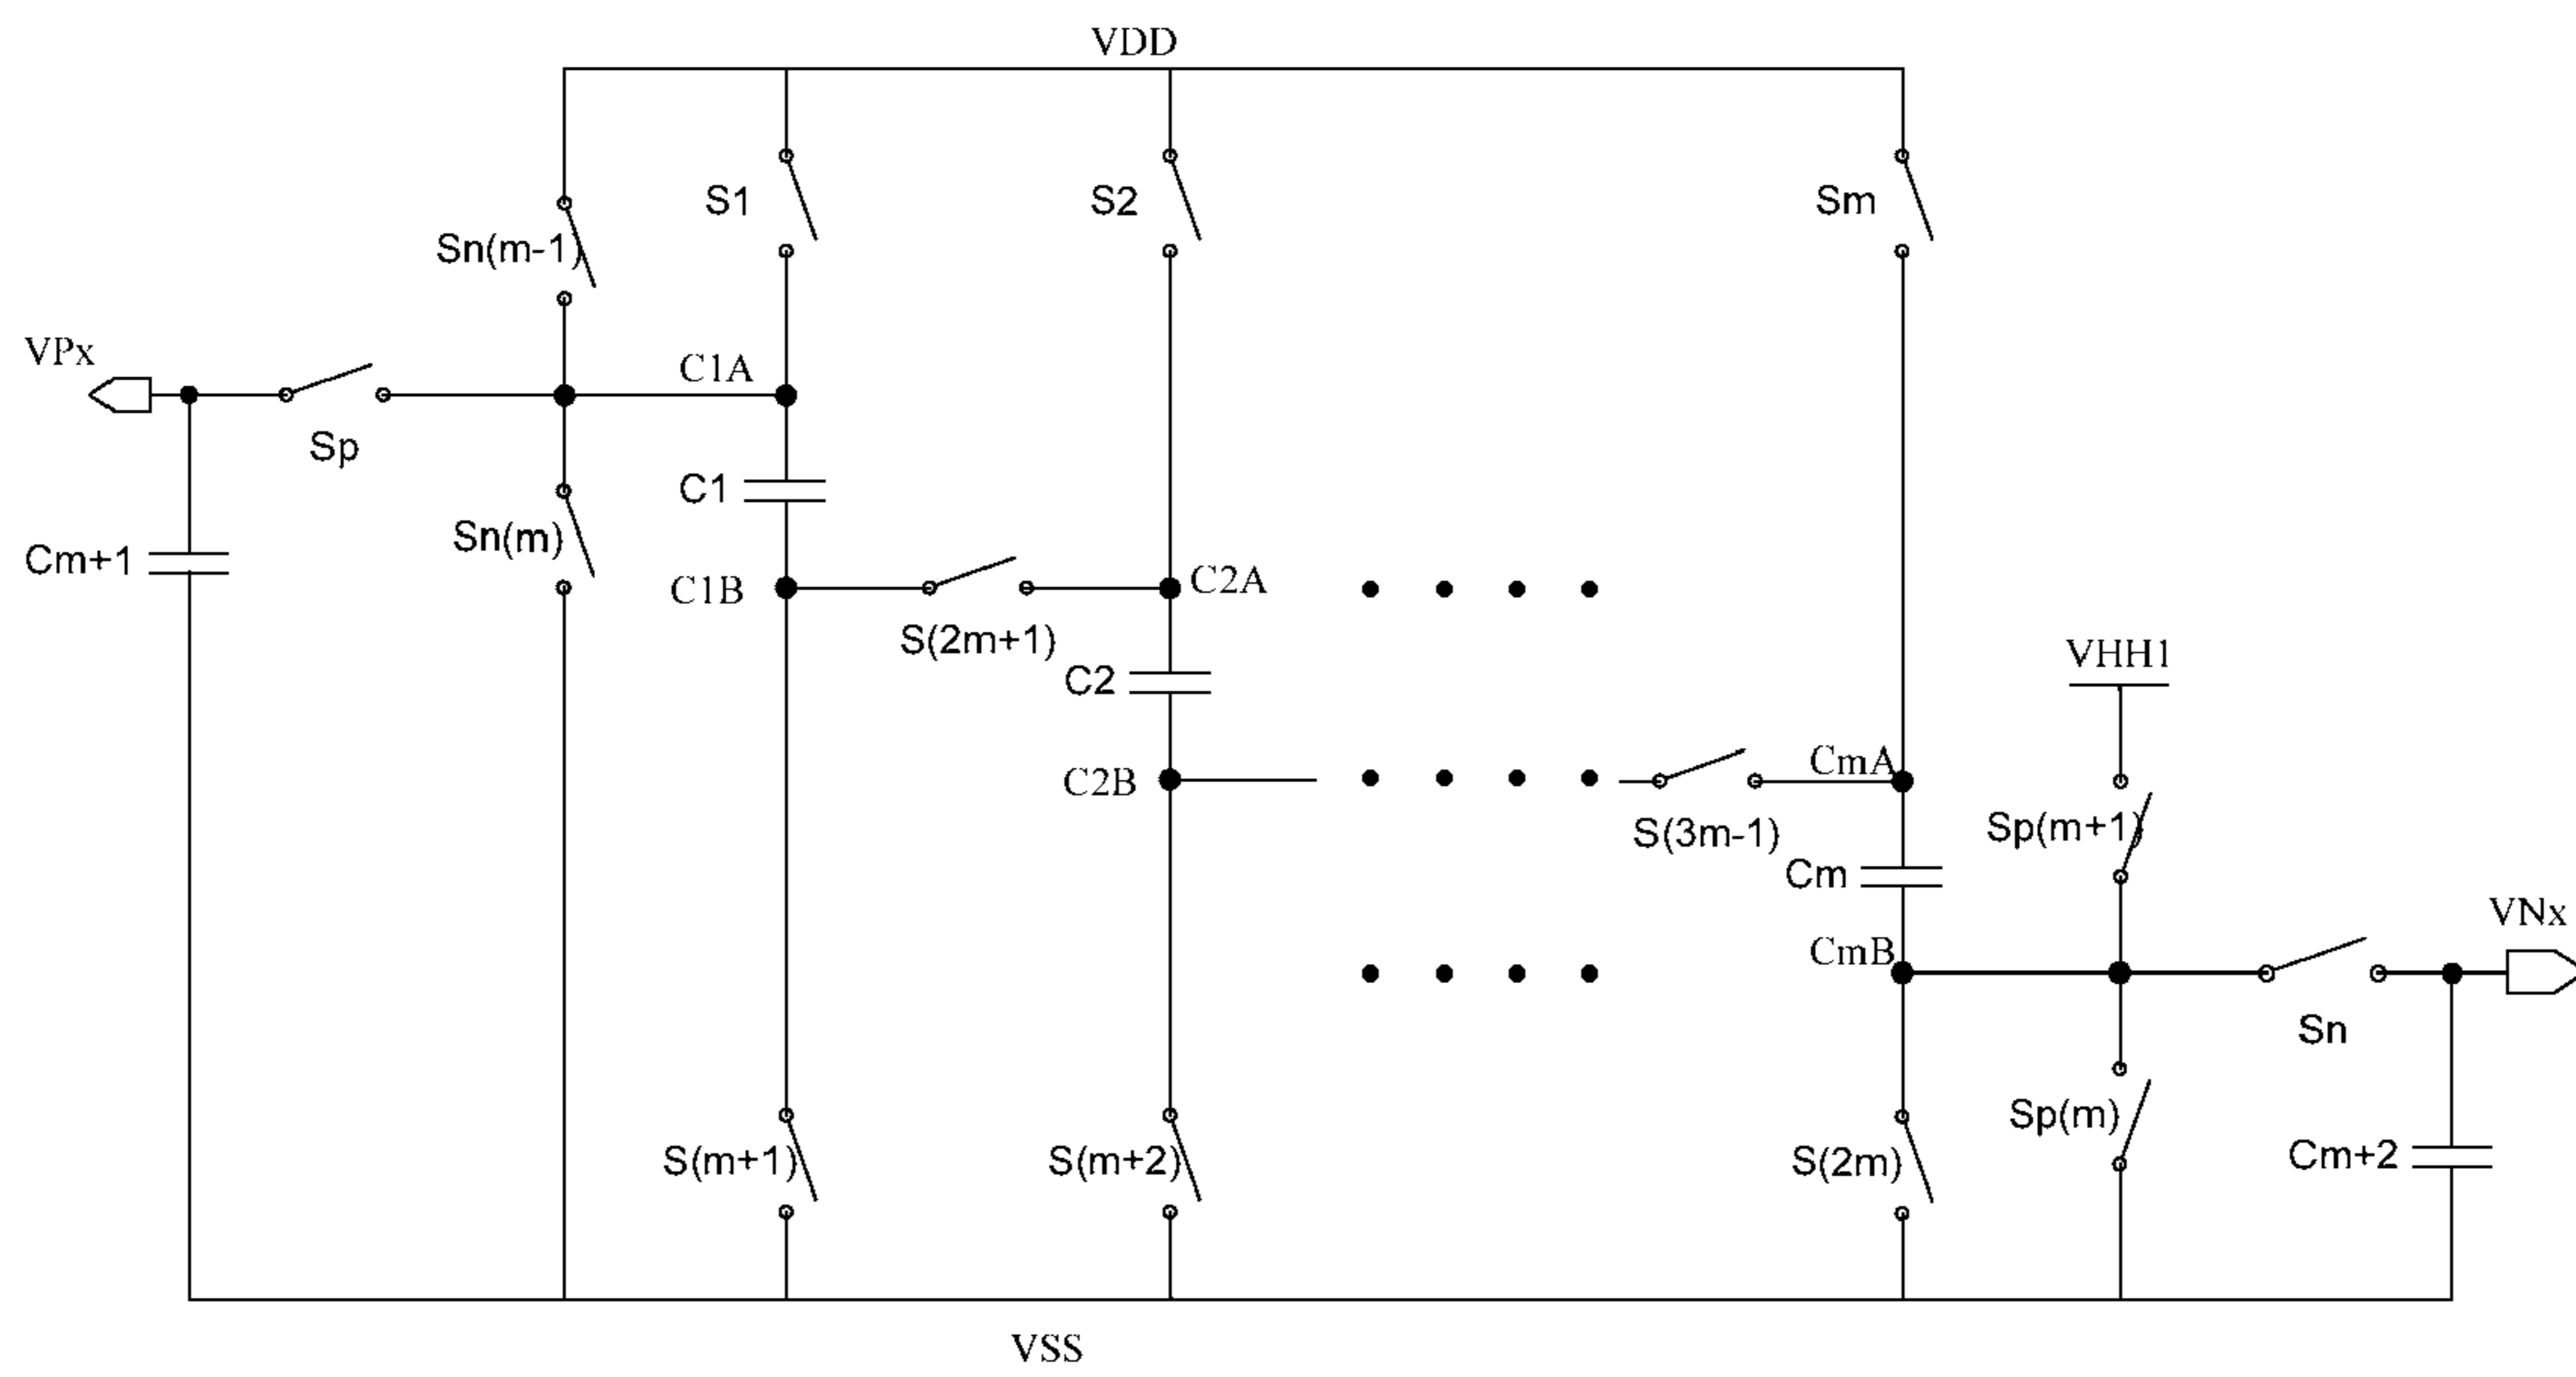 VDD
S1
S2
Sm
Sn(m-1)
VPx
C1A
Sp
C1
Sn(m)
Cm+1
C1B
C2A
S(2m+1)
VHH1
C2
C2B
CmA
S(3m-1)
Sp(m+1)
Cm
VNx
CmB
Sn
Sp(m)
S(m+1)
S(m+2)
S(2m)
Cm+2
VSS